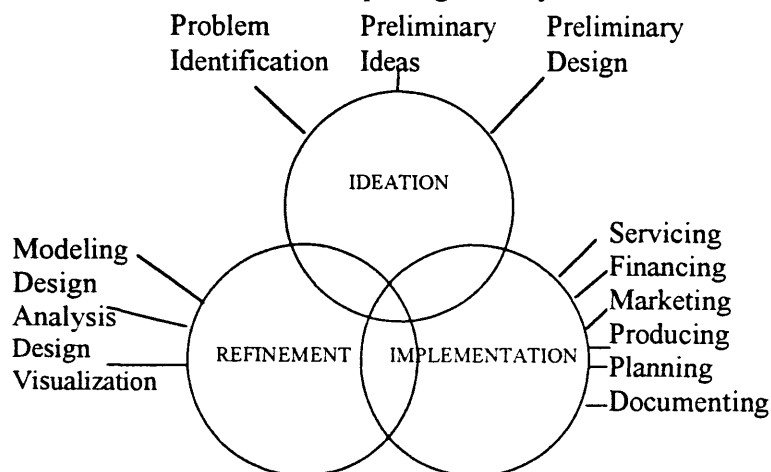 Problem
Identification
Preliminary
Ideas
Preliminary
Design
IDEATION
Modeling
Design
Analysis
Design
Visualization
REFINEMENT
IMPLEMENTATION
Servicing
Financing
Marketing
Producing
Planning
Documenting